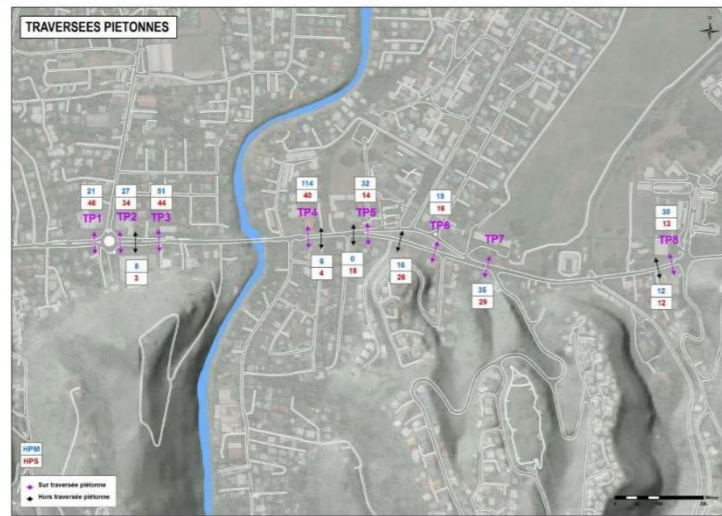 TRAVERSEES PIETONNES
21
46
TP1
27
34
TP2
51
44
TP3
8
3
114
40
TP4
6
4
32
14
TP5
0
18
16
26
15
16
TP6
TP7
35
29
30
13
TP8
12
12
HPM
HPS
Sur traversée piétonne
Hors traversée piétonne